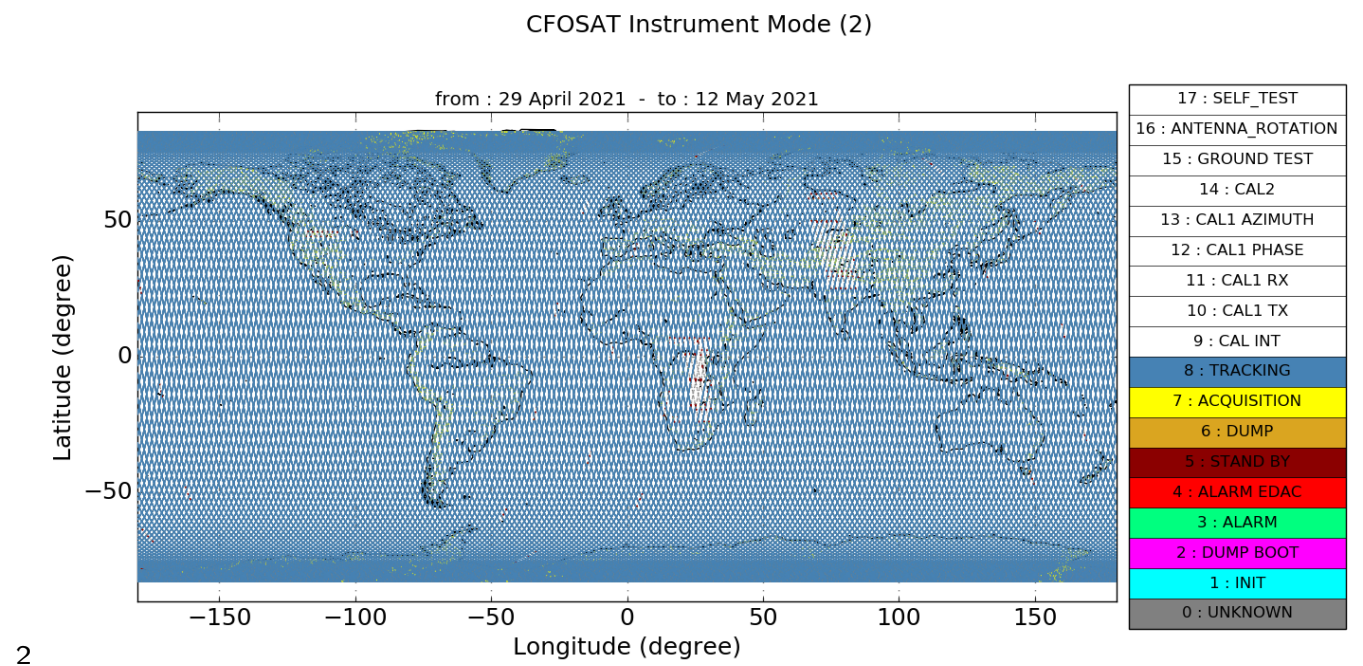 CFOSAT Instrument Mode (2)
from : 29 April 2021 - to : 12 May 2021
17 : SELF_TEST
16 : ANTENNA_ROTATION
15 : GROUND TEST
14 : CAL2
13 : CAL1 AZIMUTH
12 : CAL1 PHASE
11 : CAL1 RX
10 : CAL1 TX
9 : CAL INT
8 : TRACKING
7 : ACQUISITION
6 : DUMP
5 : STAND BY
4 : ALARM EDAC
3 : ALARM
2 : DUMP BOOT
1 : INIT
0 : UNKNOWN
Latitude (degree)
50
0
−50
−150 −100 −50 0 50 100 150
Longitude (degree)
2